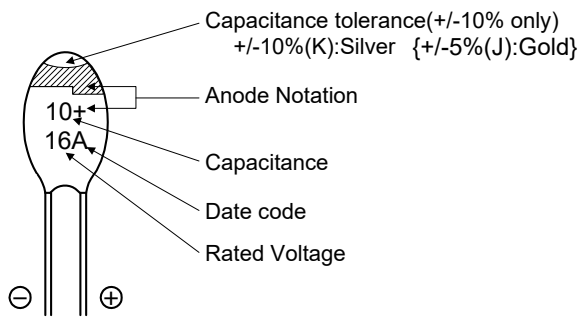 Capacitance tolerance(+/-10% only)
+/-10%(K):Silver {+/-5%(J):Gold}
Anode Notation
10+
16A
Capacitance
Date code
Rated Voltage
⊖ ⊕